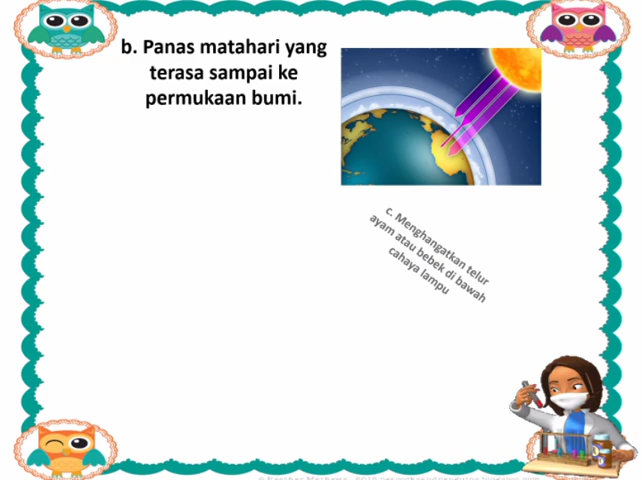 b. Panas matahari yang
terasa sampai ke
permukaan bumi.
c. Menghangatkan telur
ayam atau bebek di bawah
cahaya lampu